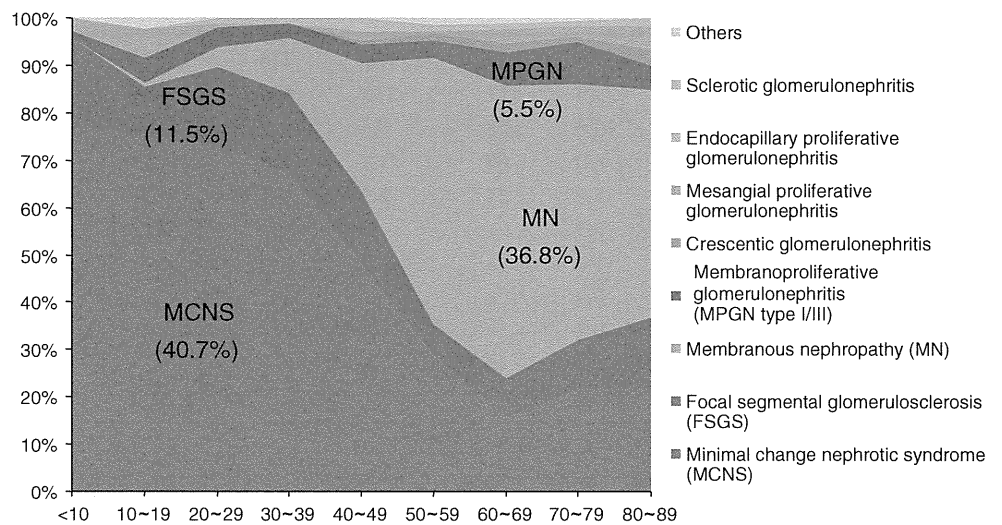 100%
90%
80%
70%
60%
50%
40%
30%
20%
10%
0%
<10
10~19
20~29
30~39
40~49
50~59
60~69
70~79
80~89
FSGS
(11.5%)
MCNS
(40.7%)
MPGN
(5.5%)
MN
(36.8%)
Others
Sclerotic glomerulonephritis
Endocapillary proliferative
glomerulonephritis
Mesangial proliferative
glomerulonephritis
Crescentic glomerulonephritis
Membranoproliferative
glomerulonephritis
(MPGN type I/III)
Membranous nephropathy (MN)
Focal segmental glomerulosclerosis
(FSGS)
Minimal change nephrotic syndrome
(MCNS)